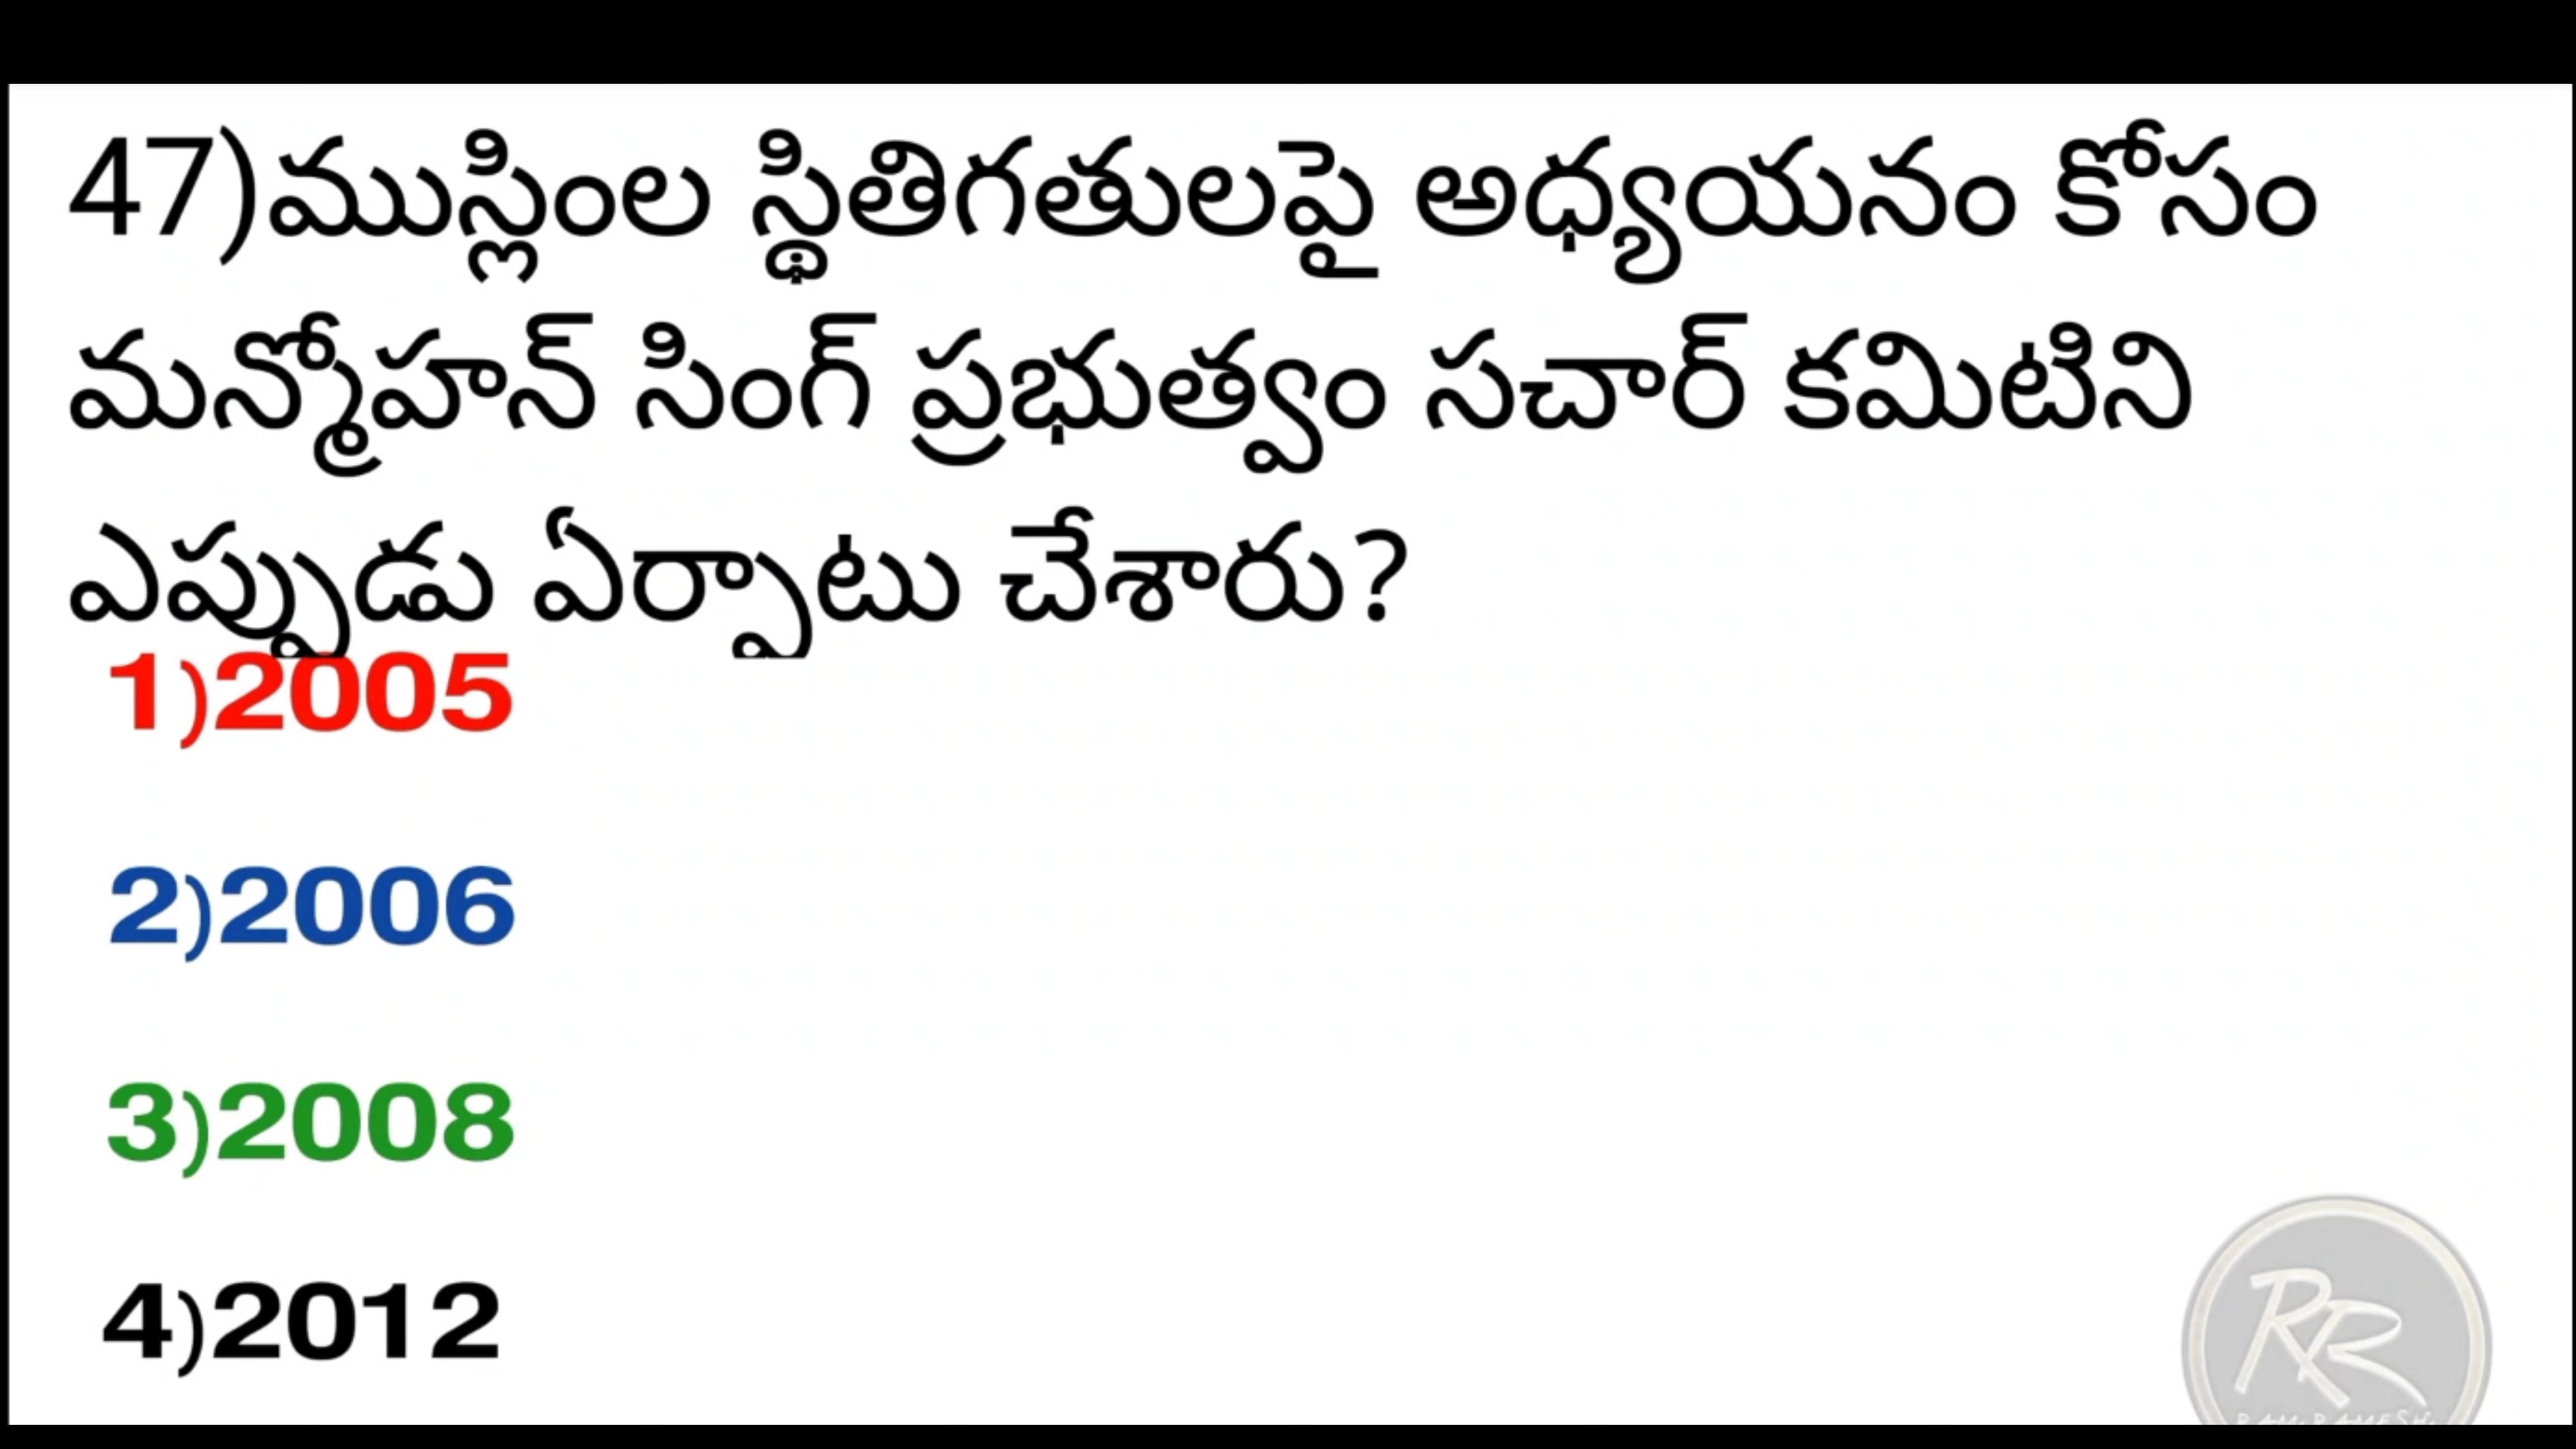 47)ముస్లింల స్థితిగతులపై అధ్యయనం కోసం
మన్మోహన్ సింగ్ ప్రభుత్వం సచార్ కమిటిని
ఎప్పుడు ఏర్పాటు చేశారు?
1)2005
2)2006
3)2008
4)2012
RR